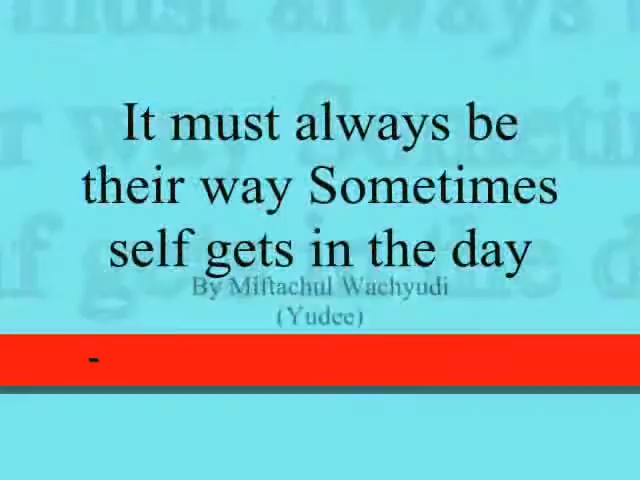 It must always be
their way Sometimes
self gets in the day
By Miftachul Wachyudi
(Yudee)
-